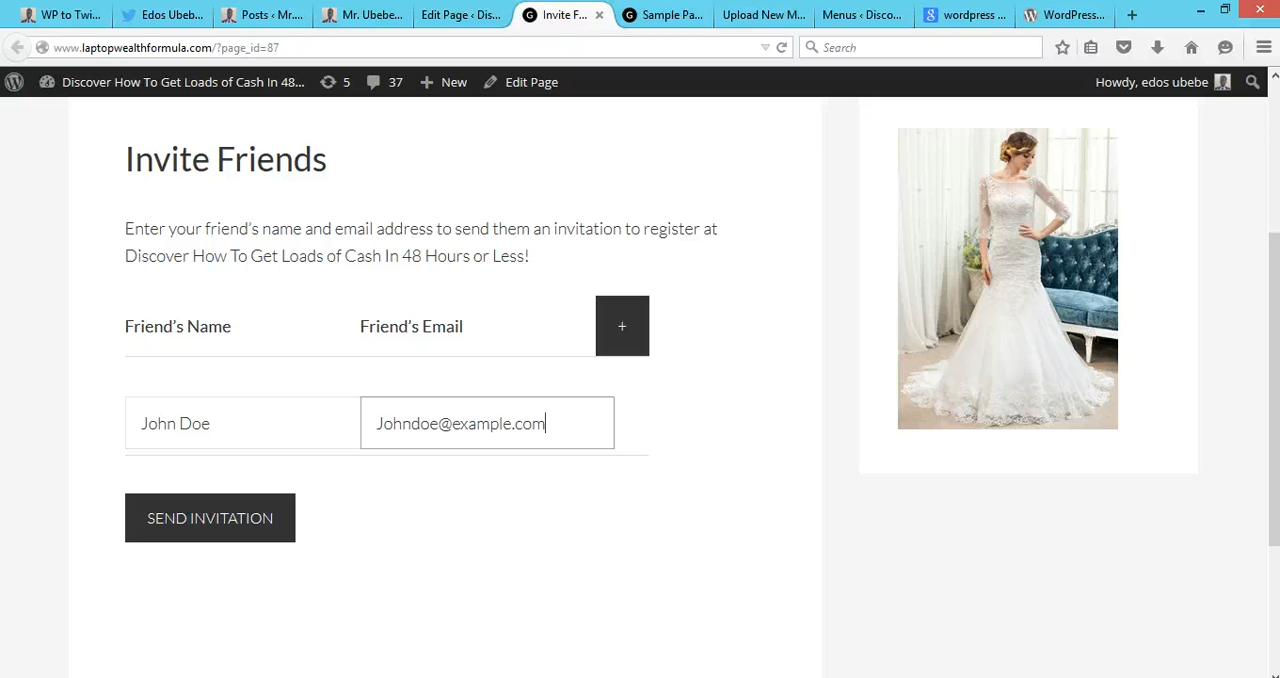 WP to Twi...
Edos Ubeb...
Posts ‹ Mr....
Mr. Ubebe...
Edit Page ‹ Dis...
Invite F...
Sample Pa...
Upload New M...
Menus ‹ Disco...
wordpress ...
WordPress...
www.laptopwealthformula.com/?page_id=87
Search
Discover How To Get Loads of Cash In 48...
5
37
New
Edit Page
Howdy, edos ubebe
Invite Friends
Enter your friend's name and email address to send them an invitation to register at
Discover How To Get Loads of Cash In 48 Hours or Less!
Friend's Name
Friend's Email
+
John Doe
Johndoe@example.com
SEND INVITATION